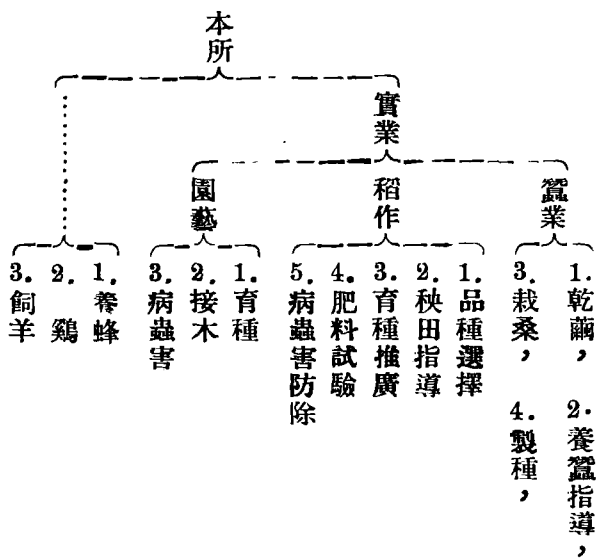 本所
實業
蠶業
1. 乾繭， 2. 養蠶指導，
3. 栽桑， 4. 製種，
稻作
1. 品種選擇
2. 秧田指導
3. 育種推廣
4. 肥料試驗
5. 病蟲害防除
園藝
1. 育種
2. 接木
3. 病蟲害
1. 養蜂
2. 鷄
3. 飼羊